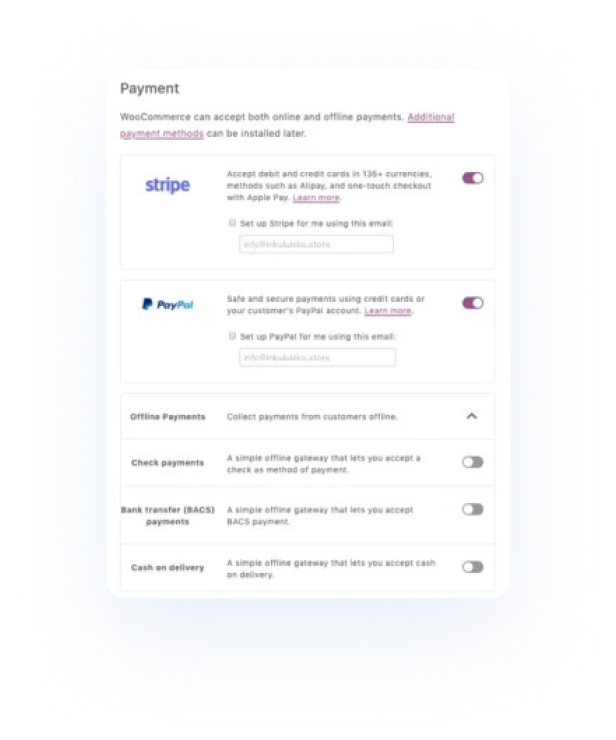 Payment
WooCommerce can accept both online and offline payments. Additional
payment methods can be installed later.
stripe
Accept debit and credit cards in 135+ currencies,
methods such as Alipay, and one-touch checkout
with Apple Pay. Learn more.
Set up Stripe for me using this email:
PayPal
Safe and secure payments using credit cards or
your customer's PayPal account. Learn more.
Set up PayPal for me using this email:
Offline Payments
Collect payments from customers offline.
Check payments
A simple offline gateway that lets you accept a
check as method of payment.
Bank transfer (BACS)
payments
A simple offline gateway that lets you accept
BACS payment.
Cash on delivery
A simple offline gateway that lets you accept cash
on delivery.